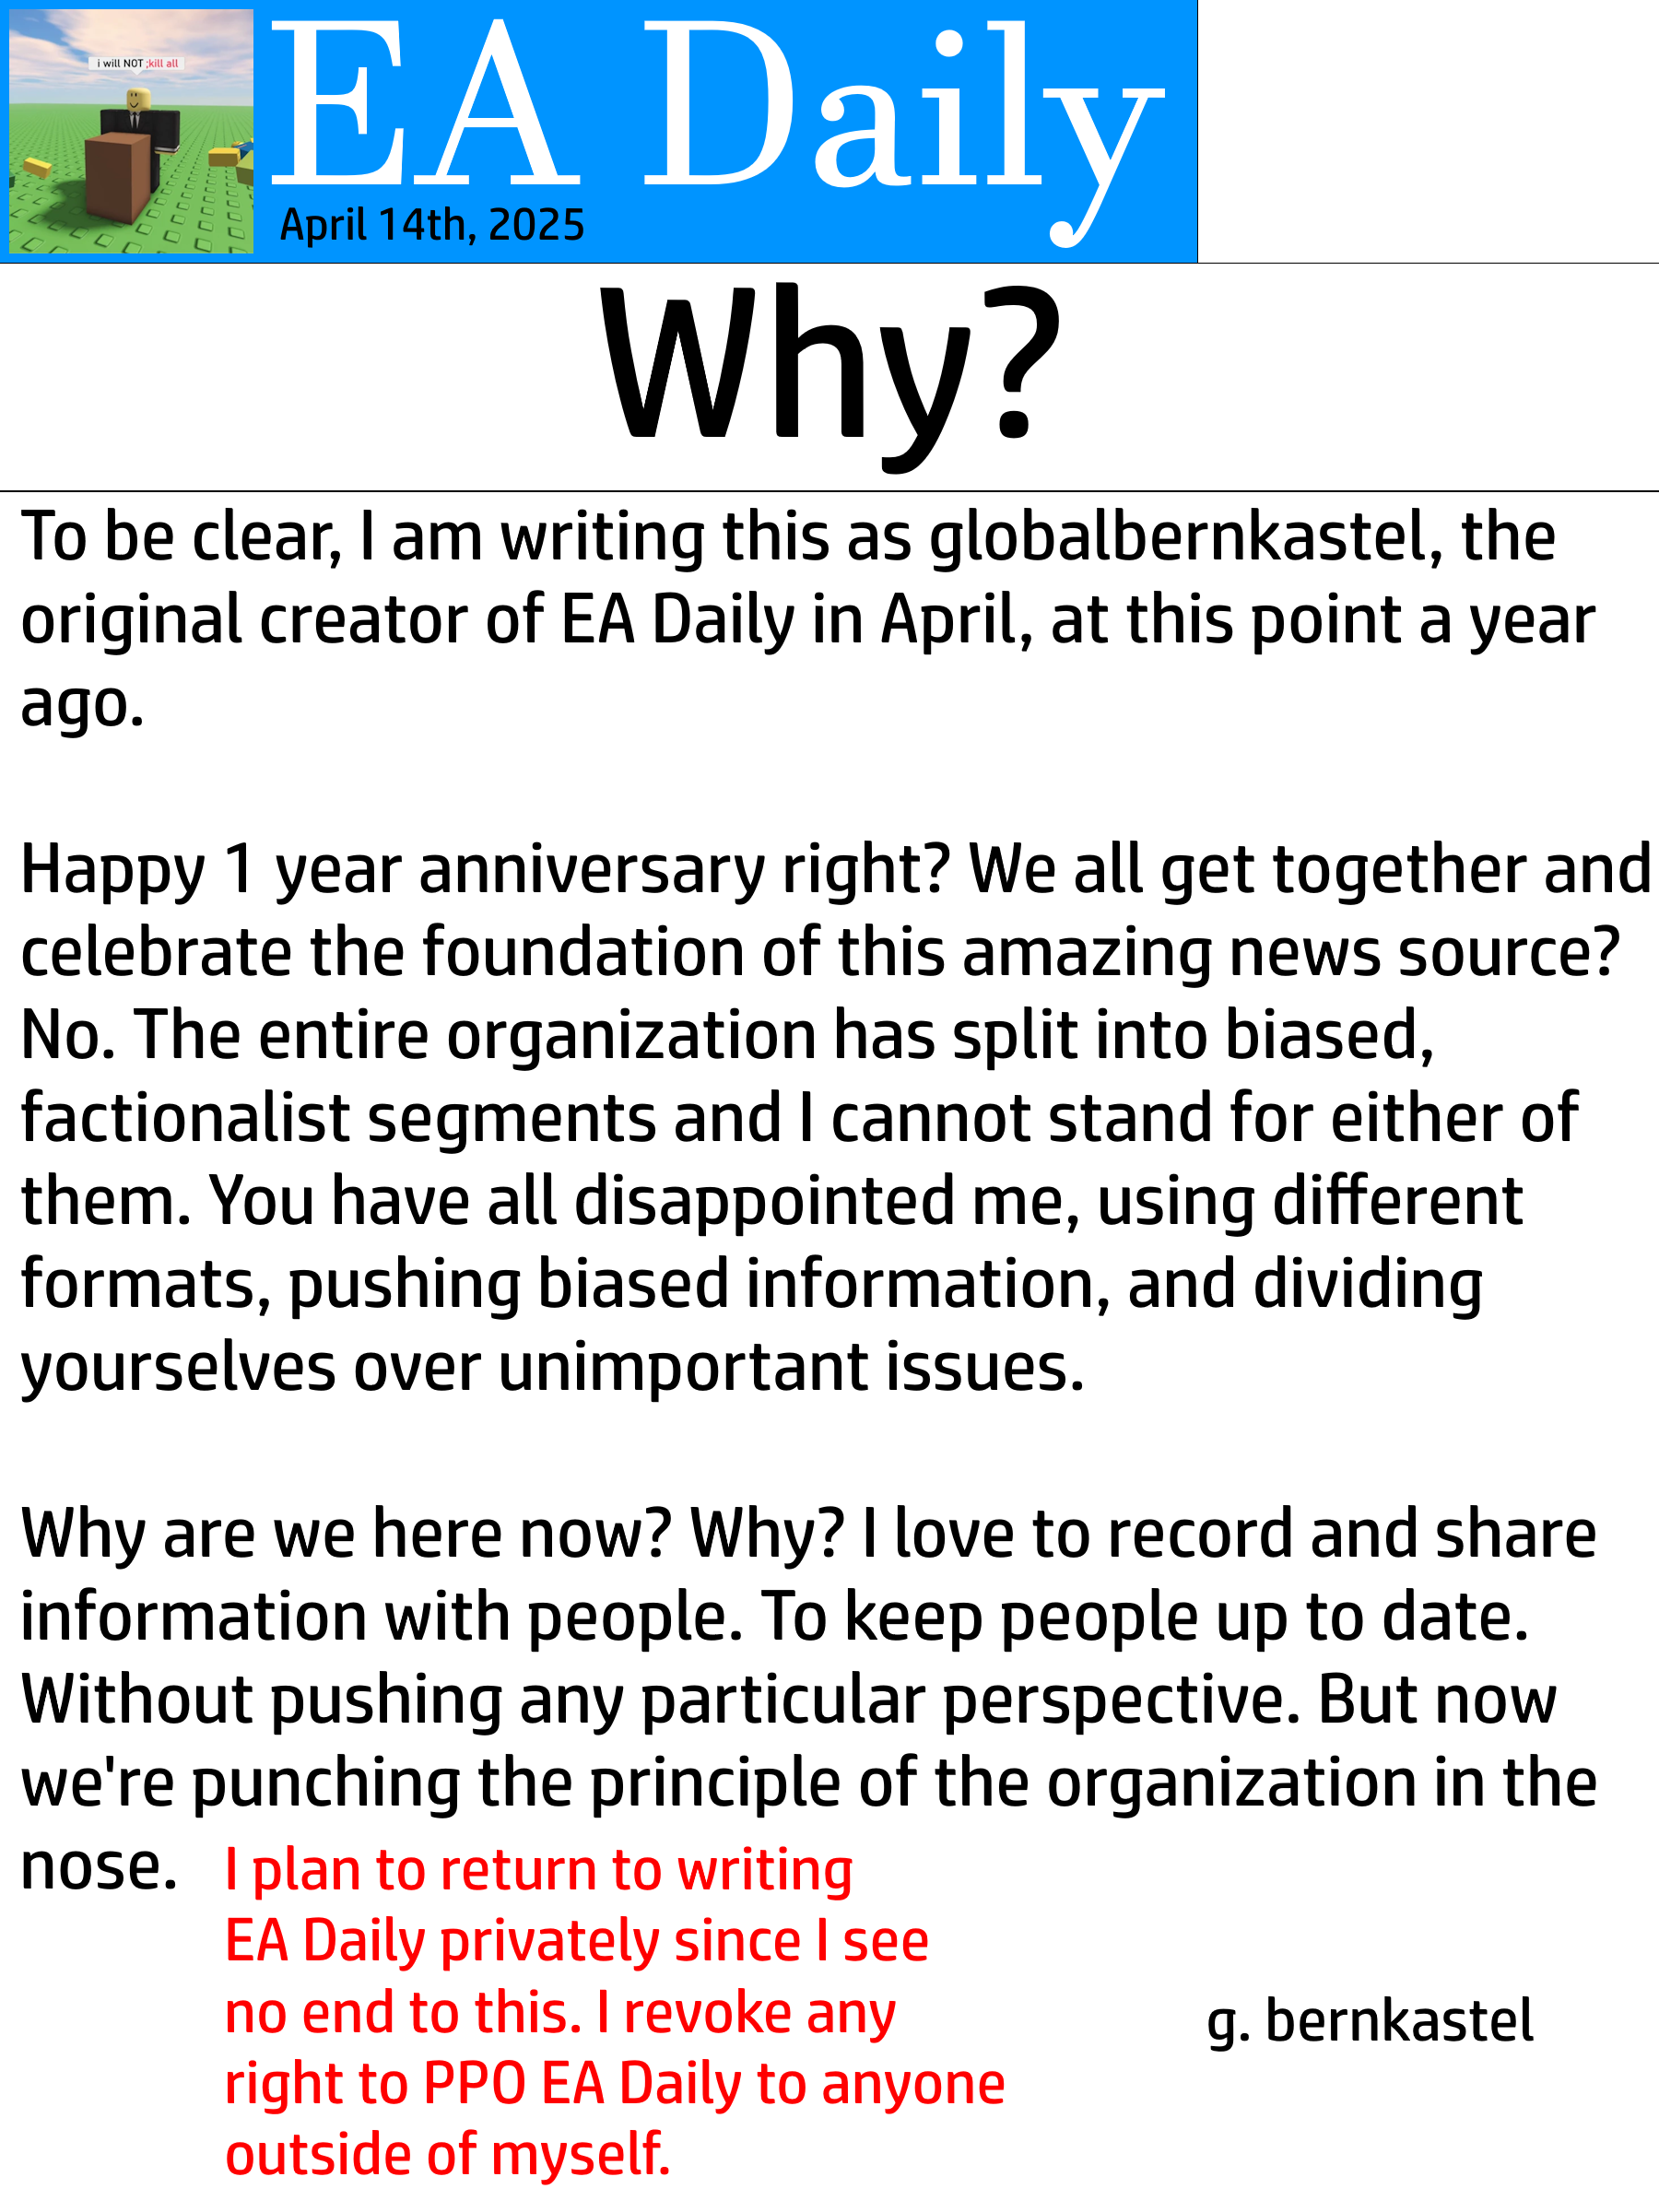 i will NOT ;kill all
EA Daily
April 14th, 2025
Why?
To be clear, I am writing this as globalbernkastel, the
original creator of EA Daily in April, at this point a year
ago.
Happy 1 year anniversary right? We all get together and
celebrate the foundation of this amazing news source?
No. The entire organization has split into biased,
factionalist segments and I cannot stand for either of
them. You have all disappointed me, using different
formats, pushing biased information, and dividing
yourselves over unimportant issues.
Why are we here now? Why? I love to record and share
information with people. To keep people up to date.
Without pushing any particular perspective. But now
we're punching the principle of the organization in the
nose.
I plan to return to writing
EA Daily privately since I see
no end to this. I revoke any
right to PPO EA Daily to anyone
outside of myself.
g. bernkastel